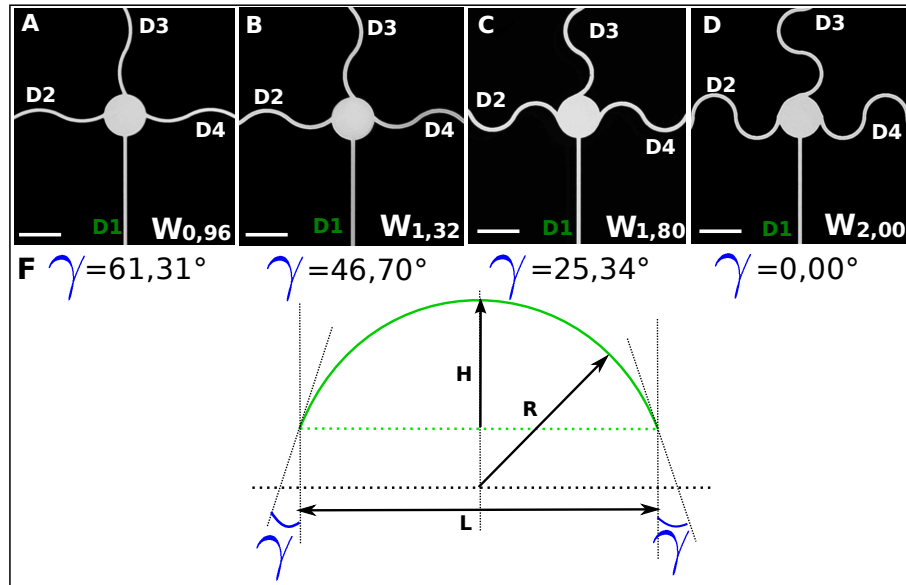 A
D3
D2
D4
D1
W0,96
B
D3
D2
D4
D1
W1,32
C
D3
D2
D4
D1
W1,80
D
D3
D2
D4
D1
W2,00
F
γ=61,31°
γ=46,70°
γ=25,34°
γ=0,00°
H
R
L
γ
γ